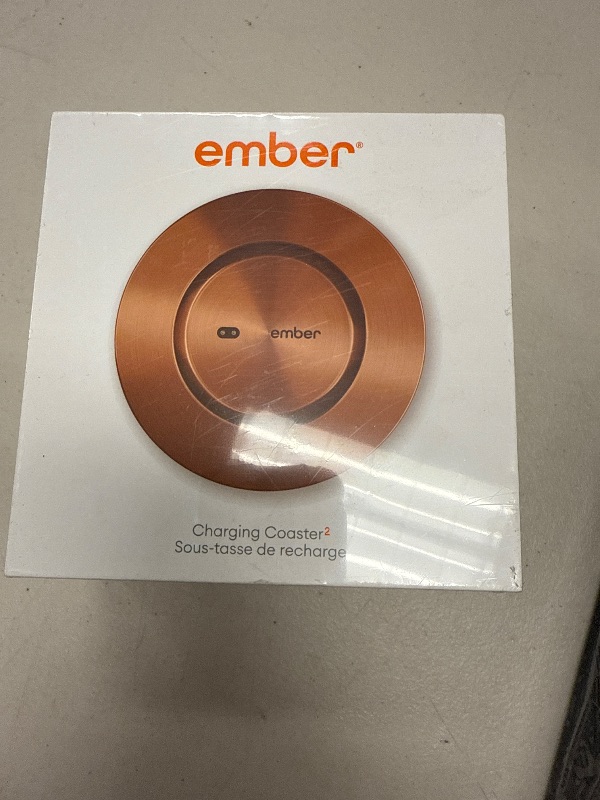 ember®
ember
Charging Coaster²
Sous-tasse de recharge